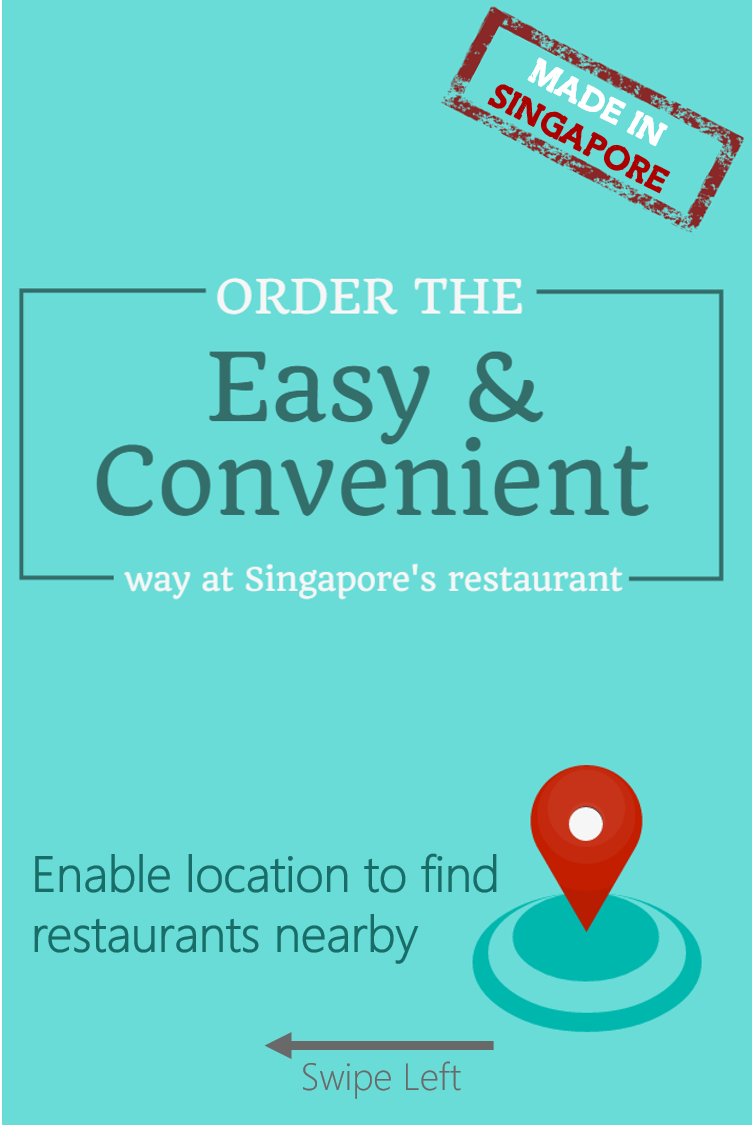 MADE IN
SINGAPORE
ORDER THE
Easy &
Convenient
way at Singapore's restaurant
Enable location to find
restaurants nearby
Swipe Left